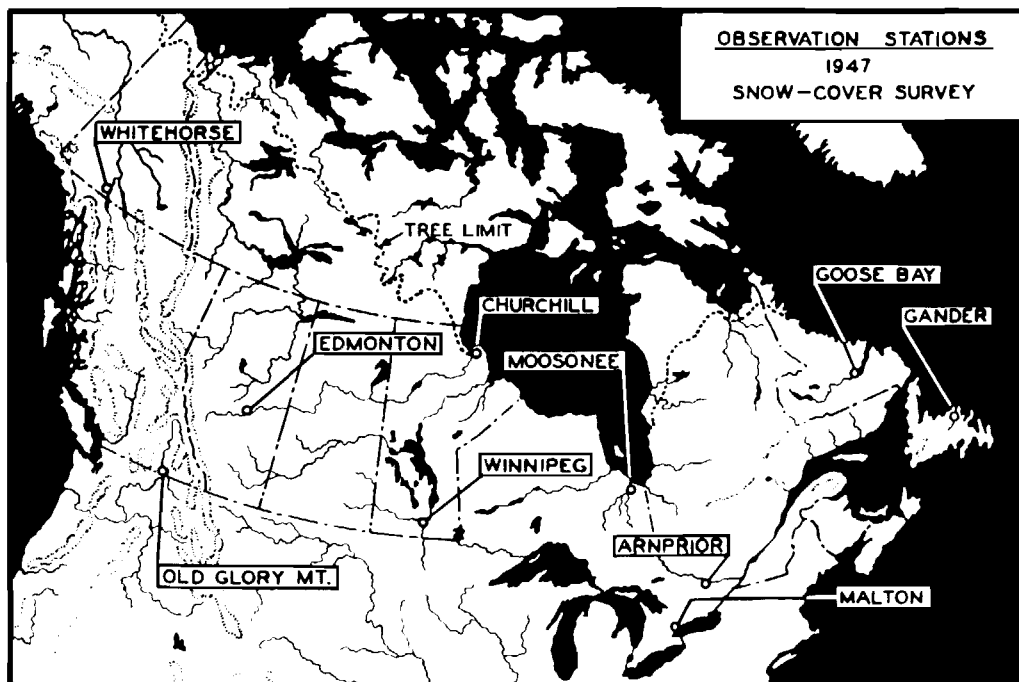 OBSERVATION STATIONS
1947
SNOW-COVER SURVEY
WHITEHORSE
TREE LIMIT
GOOSE BAY
GANDER
CHURCHILL
EDMONTON
MOOSONEE
WINNIPEG
ARNPRIOR
OLD GLORY MT.
MALTON